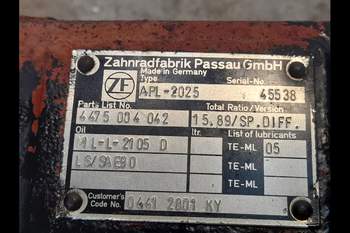 Zahnradfabrik Passau GmbH
Made in Germany
ZF
Type Serial-No.
APL-2025 45538
Part List No. Total Ratio/Version
4475 004 042 15.89/SP.DIFF.
Oil ltr. List of lubricants
MIL-L-2105 D TE-ML 05
LS/SAE90 TE-ML
TE-ML
Customer's
Code No. 0441 2801 KY